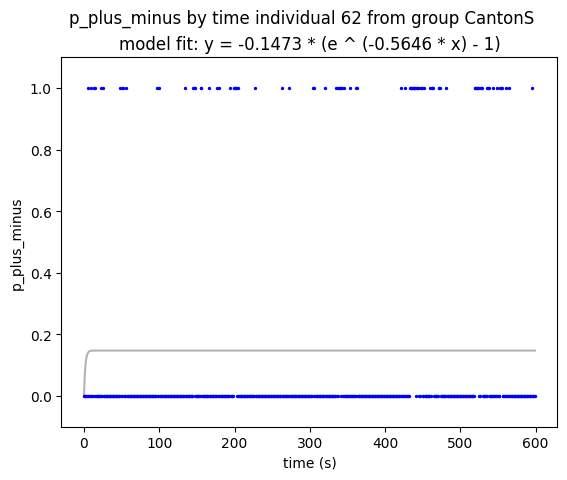 p_plus_minus by time individual 62 from group CantonS
model fit: y = -0.1473 * (e ^ (-0.5646 * x) - 1)
1.0
0.8
0.6
0.4
0.2
0.0
p_plus_minus
0 100 200 300 400 500 600
time (s)